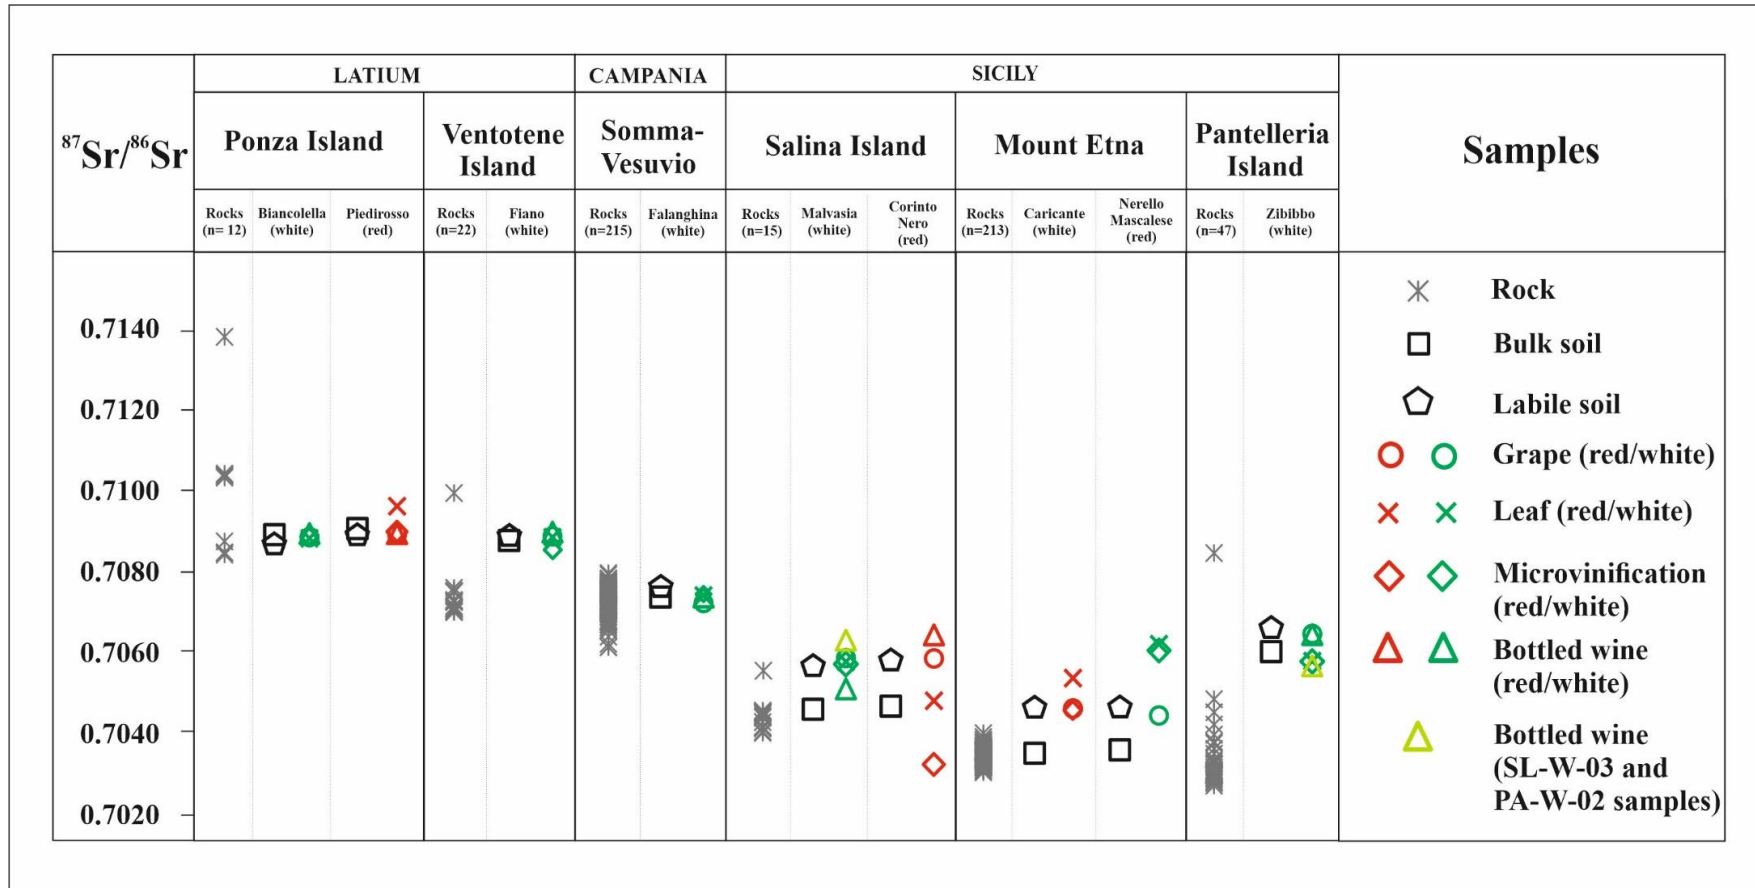 LATIUM CAMPANIA SICILY
⁸⁷Sr/⁸⁶Sr
Ponza Island
Ventotene
Island
Somma-
Vesuvio
Salina Island
Mount Etna
Pantelleria
Island
Samples
Rocks
(n= 12)
Biancolella
(white)
Piedirosso
(red)
Rocks
(n=22)
Fiano
(white)
Rocks
(n=215)
Falanghina
(white)
Rocks
(n=15)
Malvasia
(white)
Corinto
Nero
(red)
Rocks
(n=213)
Caricante
(white)
Nerello
Mascalese
(red)
Rocks
(n=47)
Zibibbo
(white)
0.7140
0.7120
0.7100
0.7080
0.7060
0.7040
0.7020
Rock
Bulk soil
Labile soil
Grape (red/white)
Leaf (red/white)
Microvinification
(red/white)
Bottled wine
(red/white)
Bottled wine
(SL-W-03 and
PA-W-02 samples)